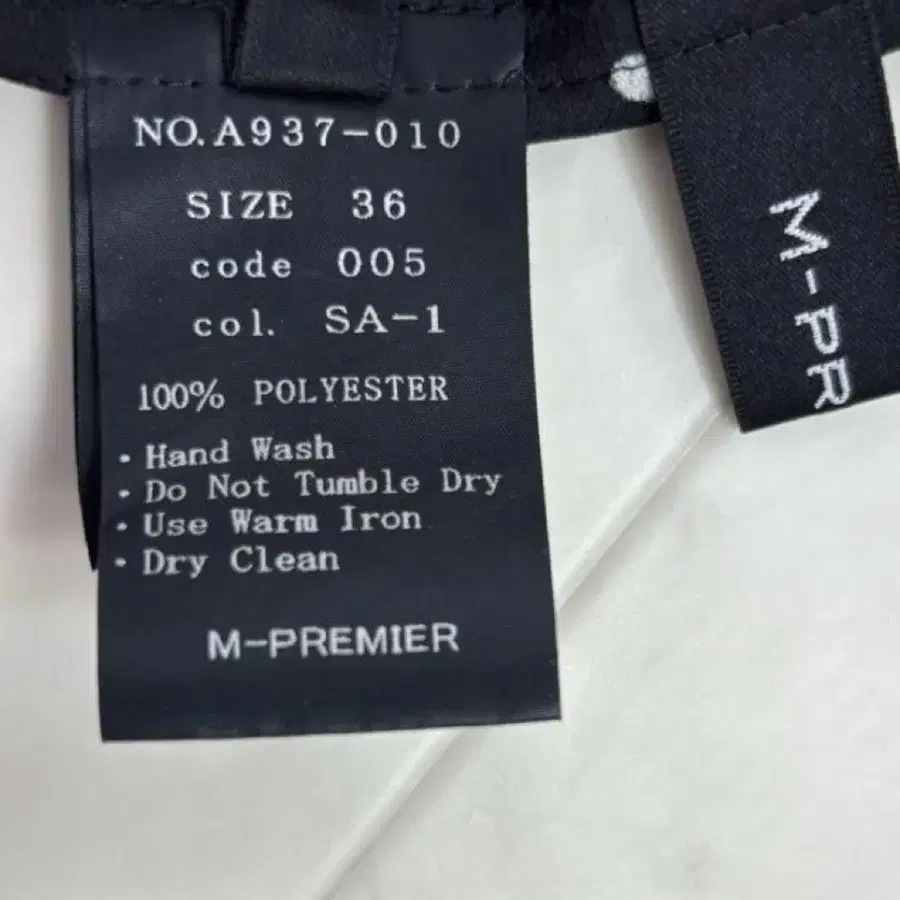 NO.A937-010
SIZE 36
code 005
col. SA-1
100% POLYESTER
・Hand Wash
・Do Not Tumble Dry
・Use Warm Iron
・Dry Clean
M-PREMIER
M-PR